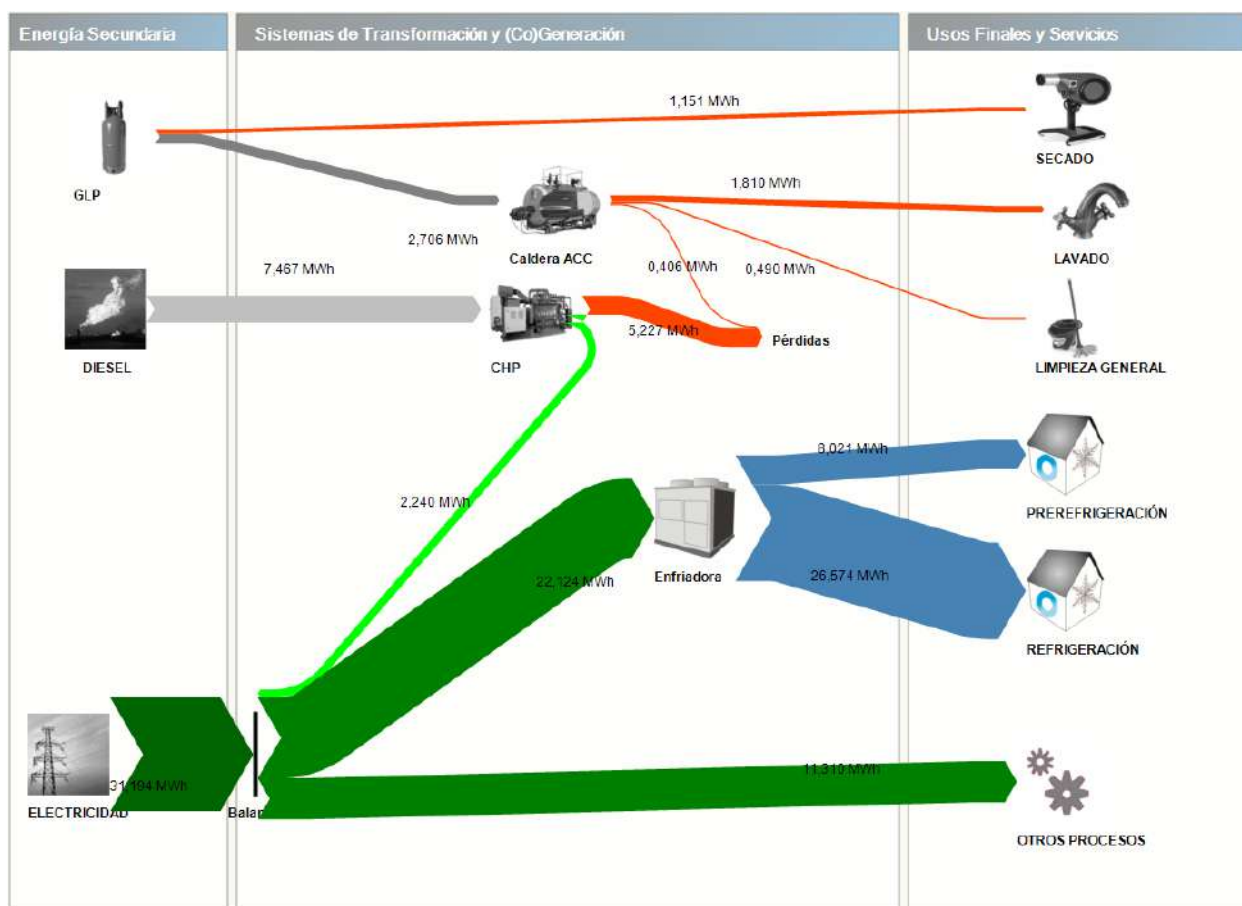 Energía Secundaria
Sistemas de Transformación y (Co)Generación
Usos Finales y Servicios
1,151 MWh
SECADO
GLP
1,810 MWh
2,706 MWh
Caldera ACC
0,406 MWh
0,490 MWh
LAVADO
7,467 MWh
5,227 MWh
Pérdidas
DIESEL
CHP
LIMPIEZA GENERAL
8,021 MWh
2,240 MWh
PREREFRIGERACIÓN
22,124 MWh
Enfriadora
26,574 MWh
REFRIGERACIÓN
31,194 MWh
11,310 MWh
ELECTRICIDAD
Balan
OTROS PROCESOS